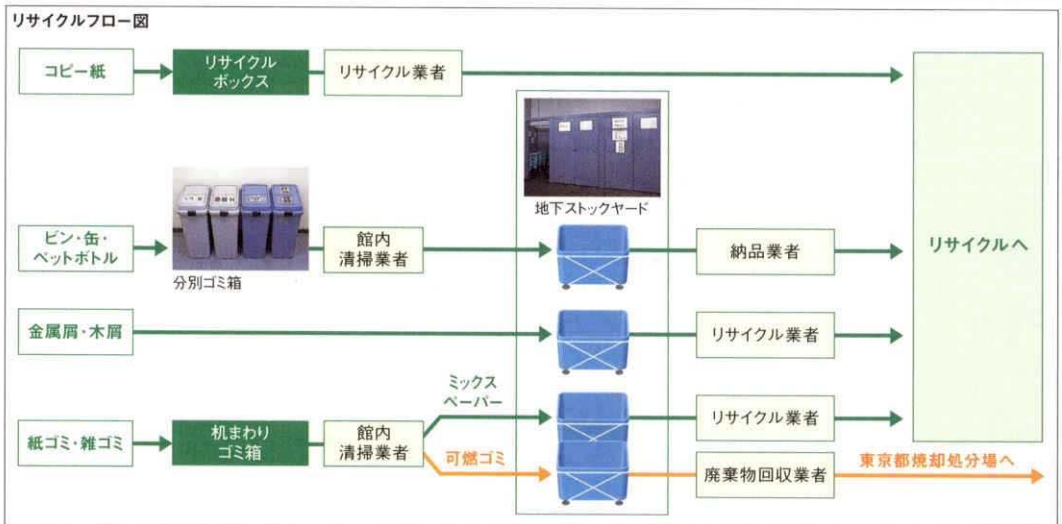 リサイクルフロー図
コピー紙
リサイクル
ボックス
リサイクル業者
地下ストックヤード
リサイクルへ
ビン・缶・
ペットボトル
分別ゴミ箱
館内
清掃業者
納品業者
金属屑・木屑
リサイクル業者
紙ゴミ・雑ゴミ
机まわり
ゴミ箱
館内
清掃業者
ミックス
ペーパー
リサイクル業者
可燃ゴミ
廃棄物回収業者
東京都焼却処分場へ